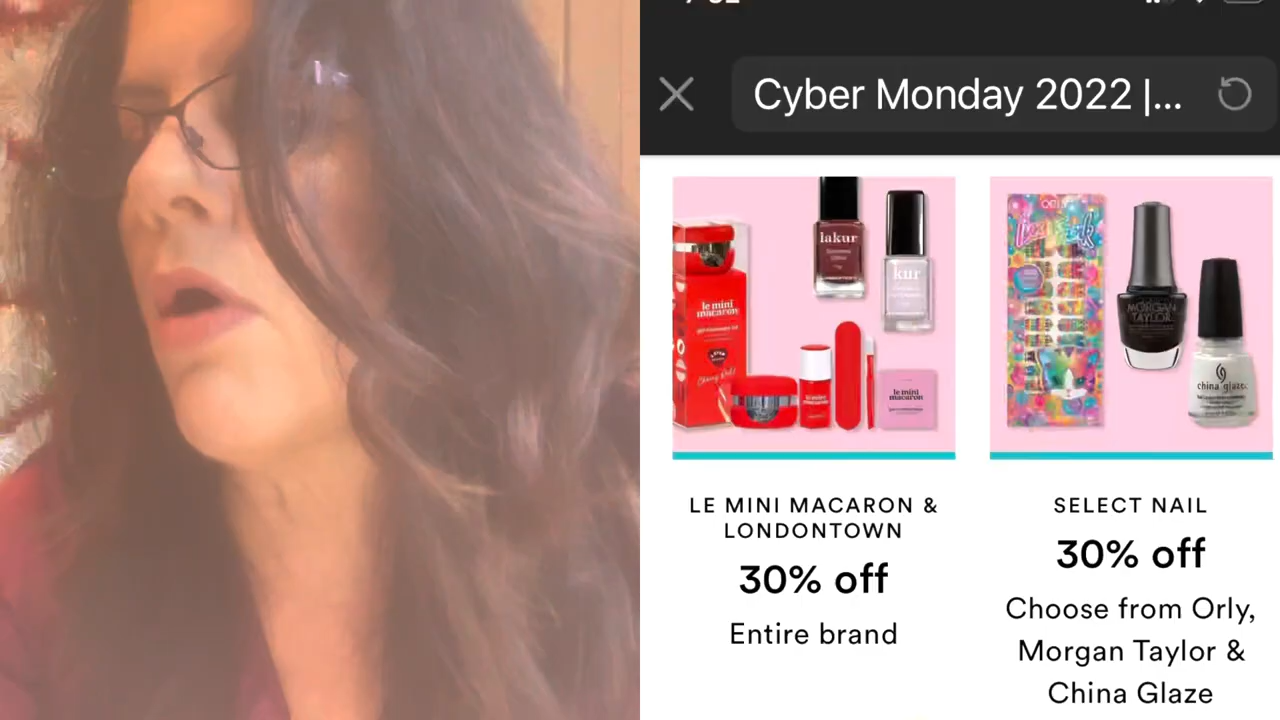 Cyber Monday 2022 |...
lakur
kur
le mini
macaron
le mini
macaron
MORGAN
TAYLOR
china glaze
LE MINI MACARON &
LONDONTOWN
30% off
Entire brand
SELECT NAIL
30% off
Choose from Orly,
Morgan Taylor &
China Glaze